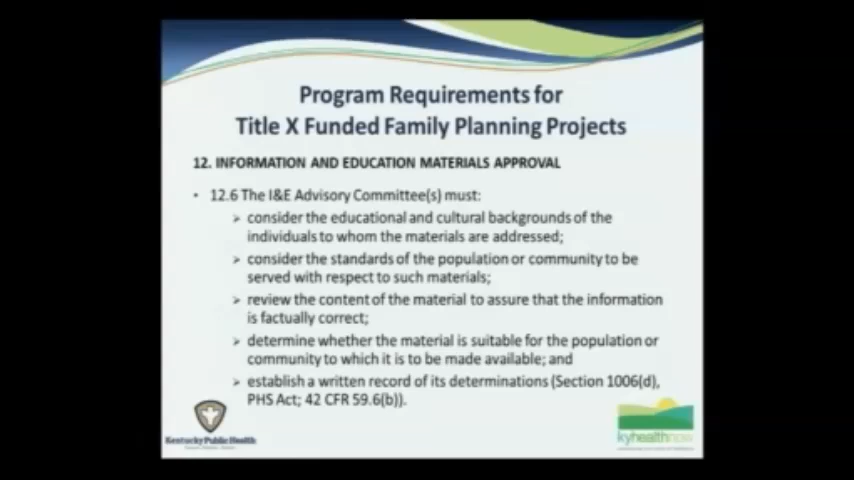 Program Requirements for
Title X Funded Family Planning Projects
12. INFORMATION AND EDUCATION MATERIALS APPROVAL
• 12.6 The I&E Advisory Committee(s) must:
➢ consider the educational and cultural backgrounds of the
individuals to whom the materials are addressed;
➢ consider the standards of the population or community to be
served with respect to such materials;
➢ review the content of the material to assure that the information
is factually correct;
➢ determine whether the material is suitable for the population or
community to which it is to be made available; and
➢ establish a written record of its determinations (Section 1006(d),
PHS Act; 42 CFR 59.6(b)).
Kentucky Public Health
kyhealthnow